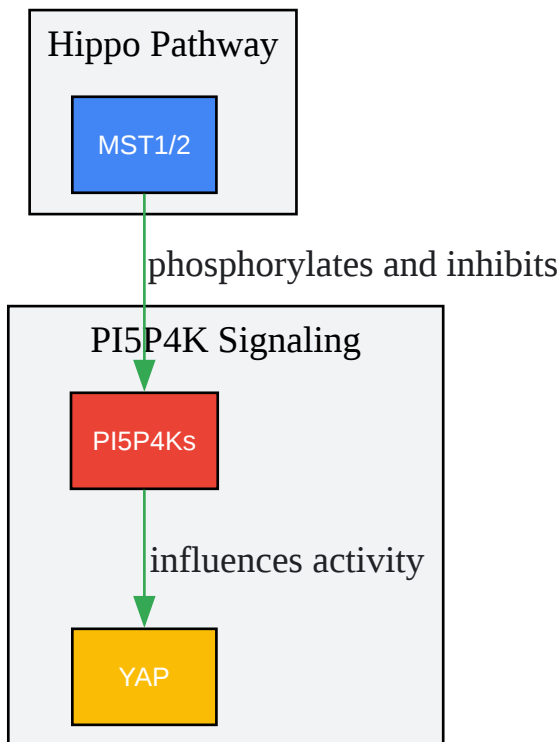 Hippo Pathway
MST1/2
phosphorylates and inhibits
PI5P4K Signaling
PI5P4Ks
influences activity
YAP